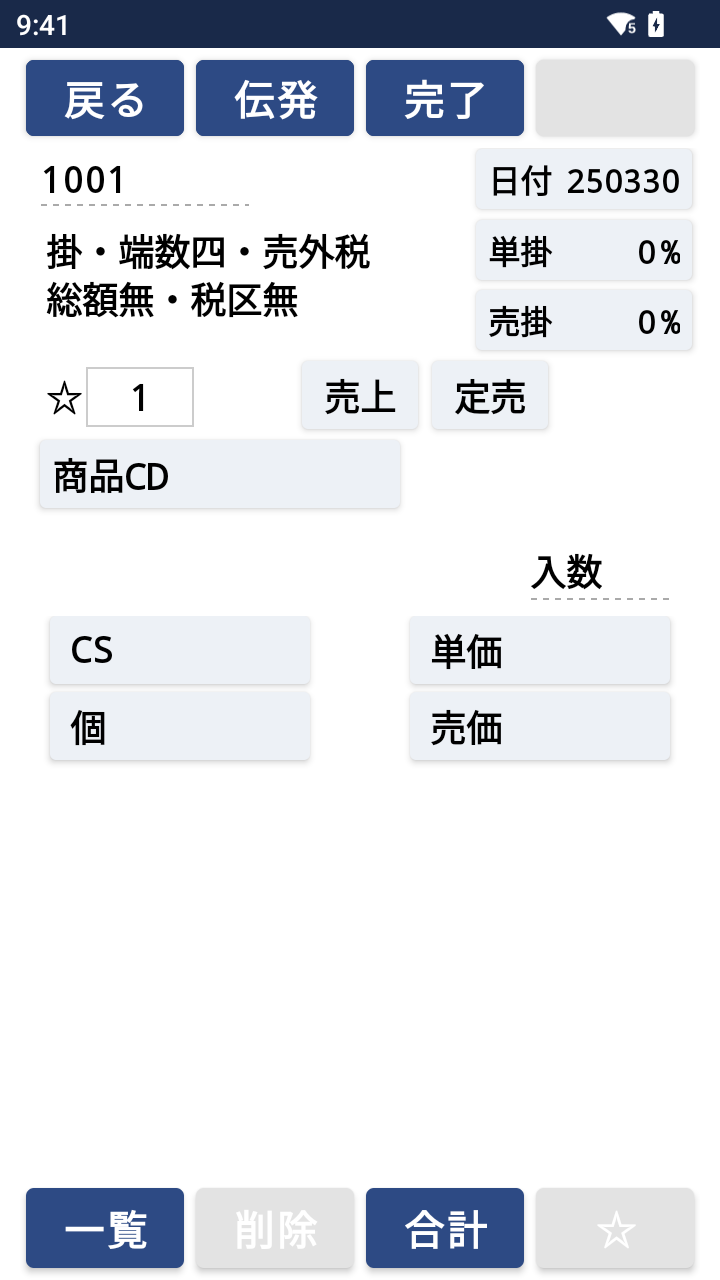 9:41
戻る 伝発 完了
1001 日付 250330
掛・端数四・売外税 単掛 0%
総額無・税区無 売掛 0%
☆ 1 売上 定売
商品CD
入数
CS 単価
個 売価
一覧 削除 合計 ☆